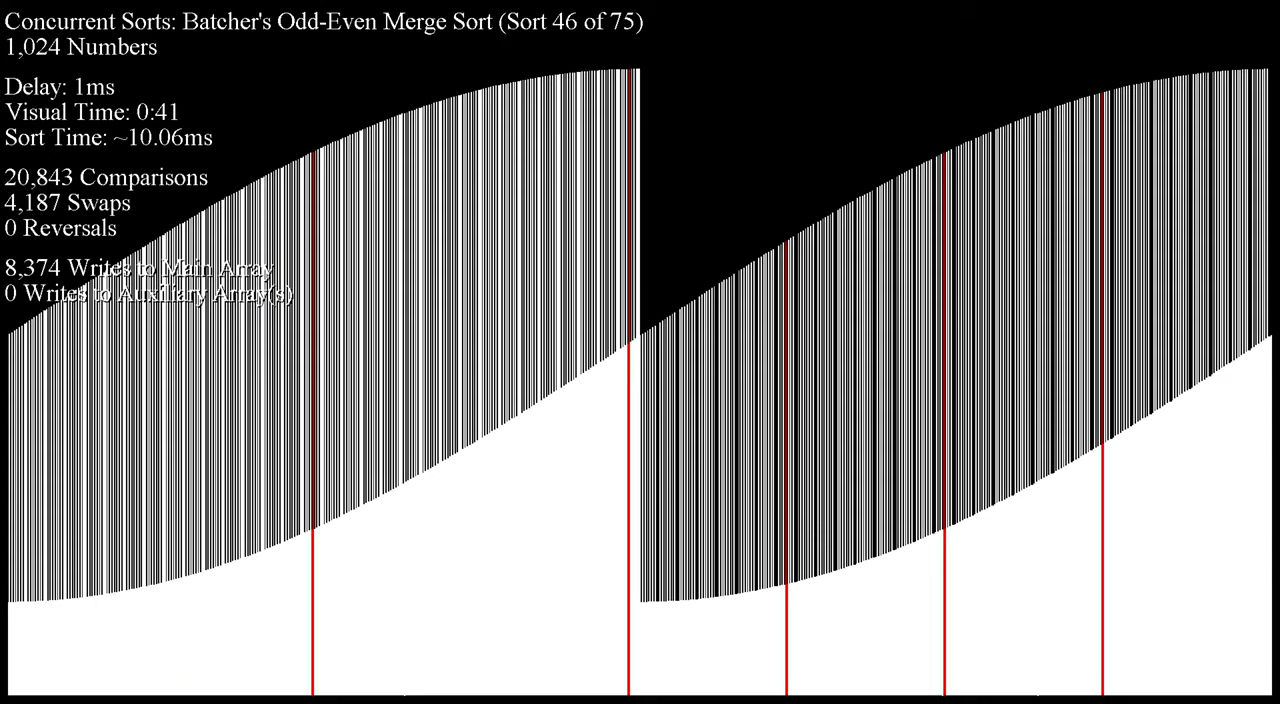 Concurrent Sorts: Batcher's Odd-Even Merge Sort (Sort 46 of 75)
1,024 Numbers
Delay: 1ms
Visual Time: 0:41
Sort Time: ~10.06ms
20,843 Comparisons
4,187 Swaps
0 Reversals
8,374 Writes to Main Array
0 Writes to Auxiliary Array(s)